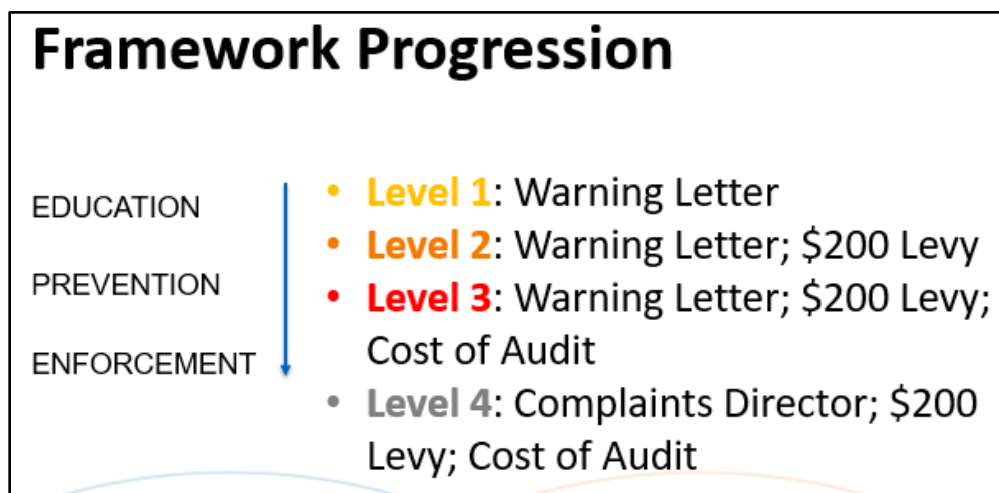 Framework Progression
EDUCATION
PREVENTION
ENFORCEMENT
• Level 1: Warning Letter
• Level 2: Warning Letter; $200 Levy
• Level 3: Warning Letter; $200 Levy;
Cost of Audit
• Level 4: Complaints Director; $200
Levy; Cost of Audit